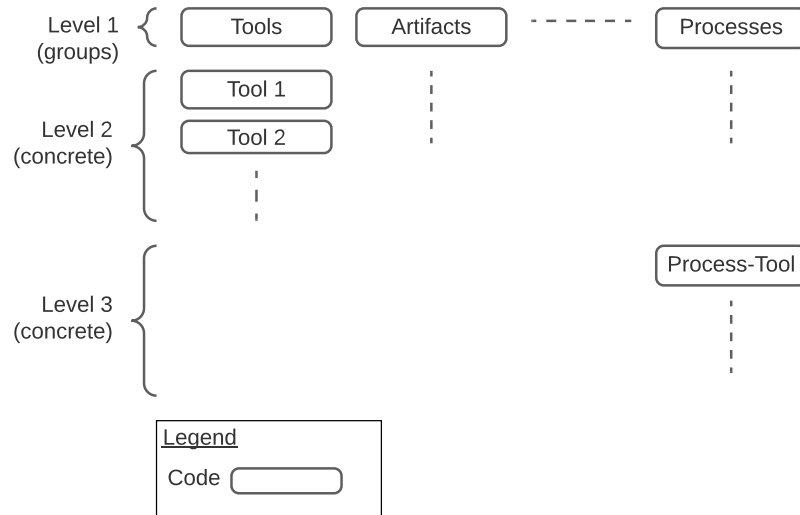 Level 1
(groups)
Tools
Artifacts
Processes
Level 2
(concrete)
Tool 1
Tool 2
Level 3
(concrete)
Process-Tool
Legend
Code